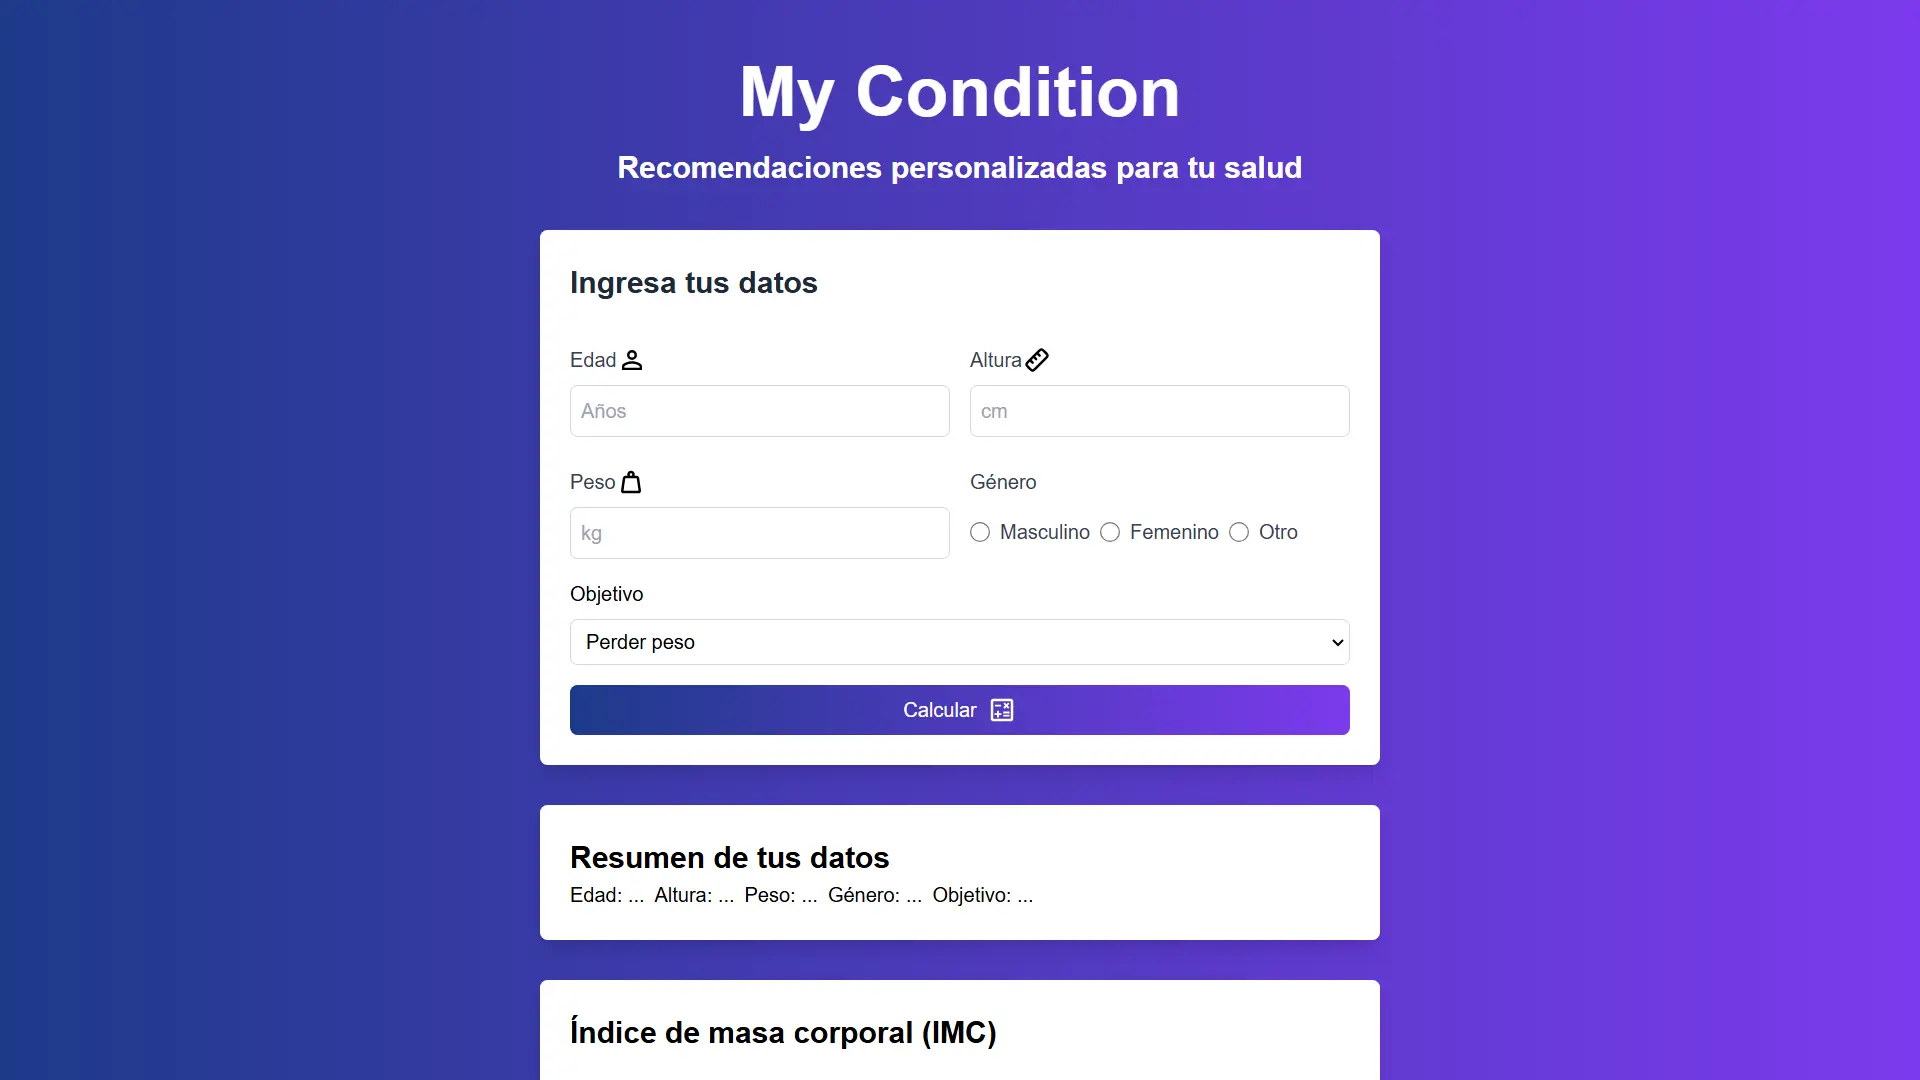 My Condition
Recomendaciones personalizadas para tu salud
Ingresa tus datos
Edad
Altura
Años
cm
Peso
Género
kg
Masculino Femenino Otro
Objetivo
Perder peso
Calcular
Resumen de tus datos
Edad: ... Altura: ... Peso: ... Género: ... Objetivo: ...
Índice de masa corporal (IMC)